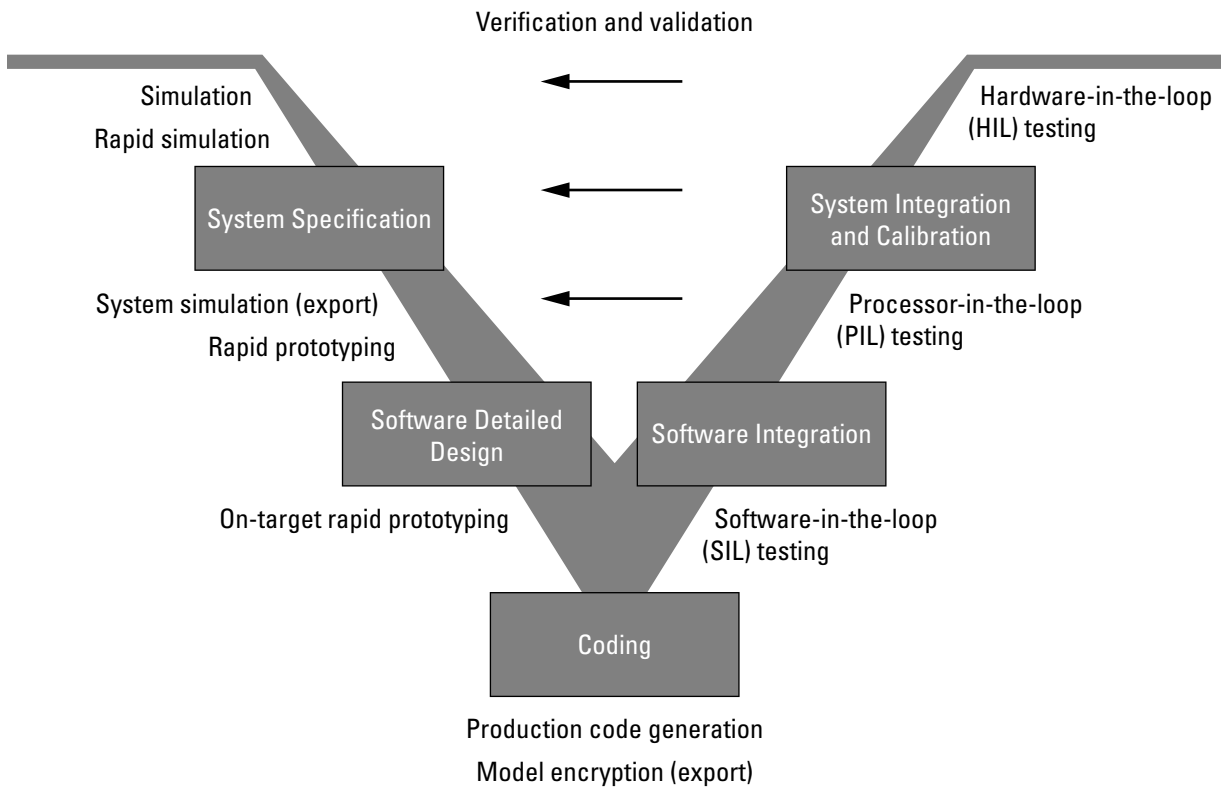 Verification and validation
Simulation
Rapid simulation
Hardware-in-the-loop
(HIL) testing
System Specification
System Integration
and Calibration
System simulation (export)
Rapid prototyping
Processor-in-the-loop
(PIL) testing
Software Detailed
Design
Software Integration
On-target rapid prototyping
Software-in-the-loop
(SIL) testing
Coding
Production code generation
Model encryption (export)